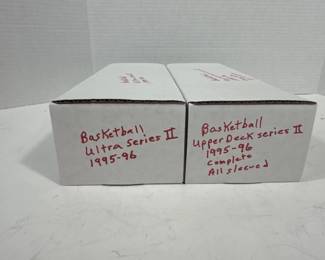 Basketball
Ultra Series II
1995-96
Basketball
Upper Deck series II
1995-96
complete
All sleeved